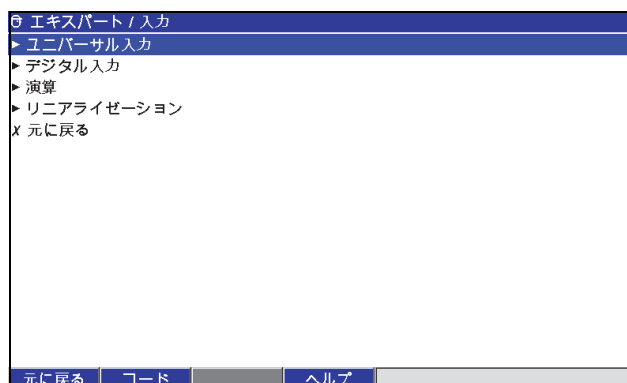 エキスパート / 入力
▶ ユニバーサル入力
▶ デジタル入力
▶ 演算
▶ リニアライゼーション
X 元に戻る
元に戻る コード ヘルプ